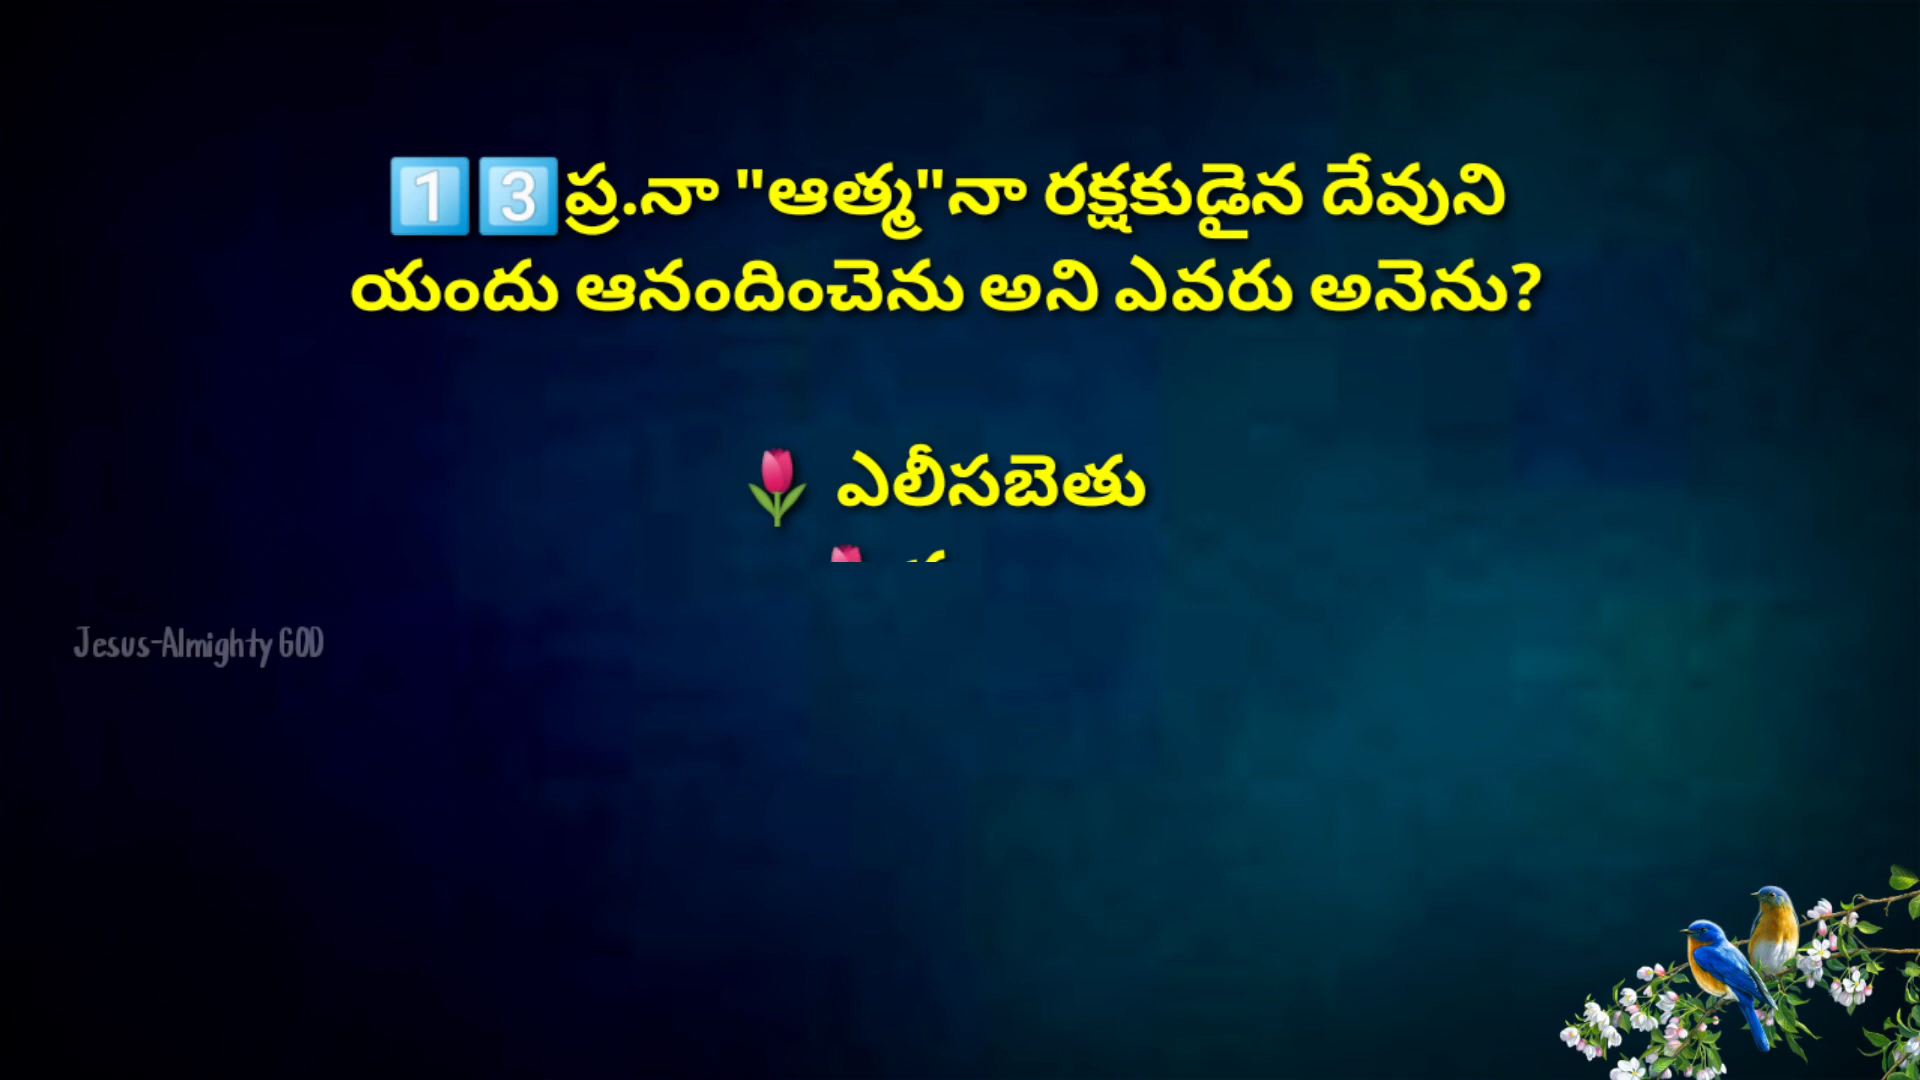 1️⃣3️⃣ప్ర.నా "ఆత్మ"నా రక్షకుడైన దేవుని
యందు ఆనందించెను అని ఎవరు అనెను?
🌷 ఎలీసబెతు
Jesus-Almighty GOD